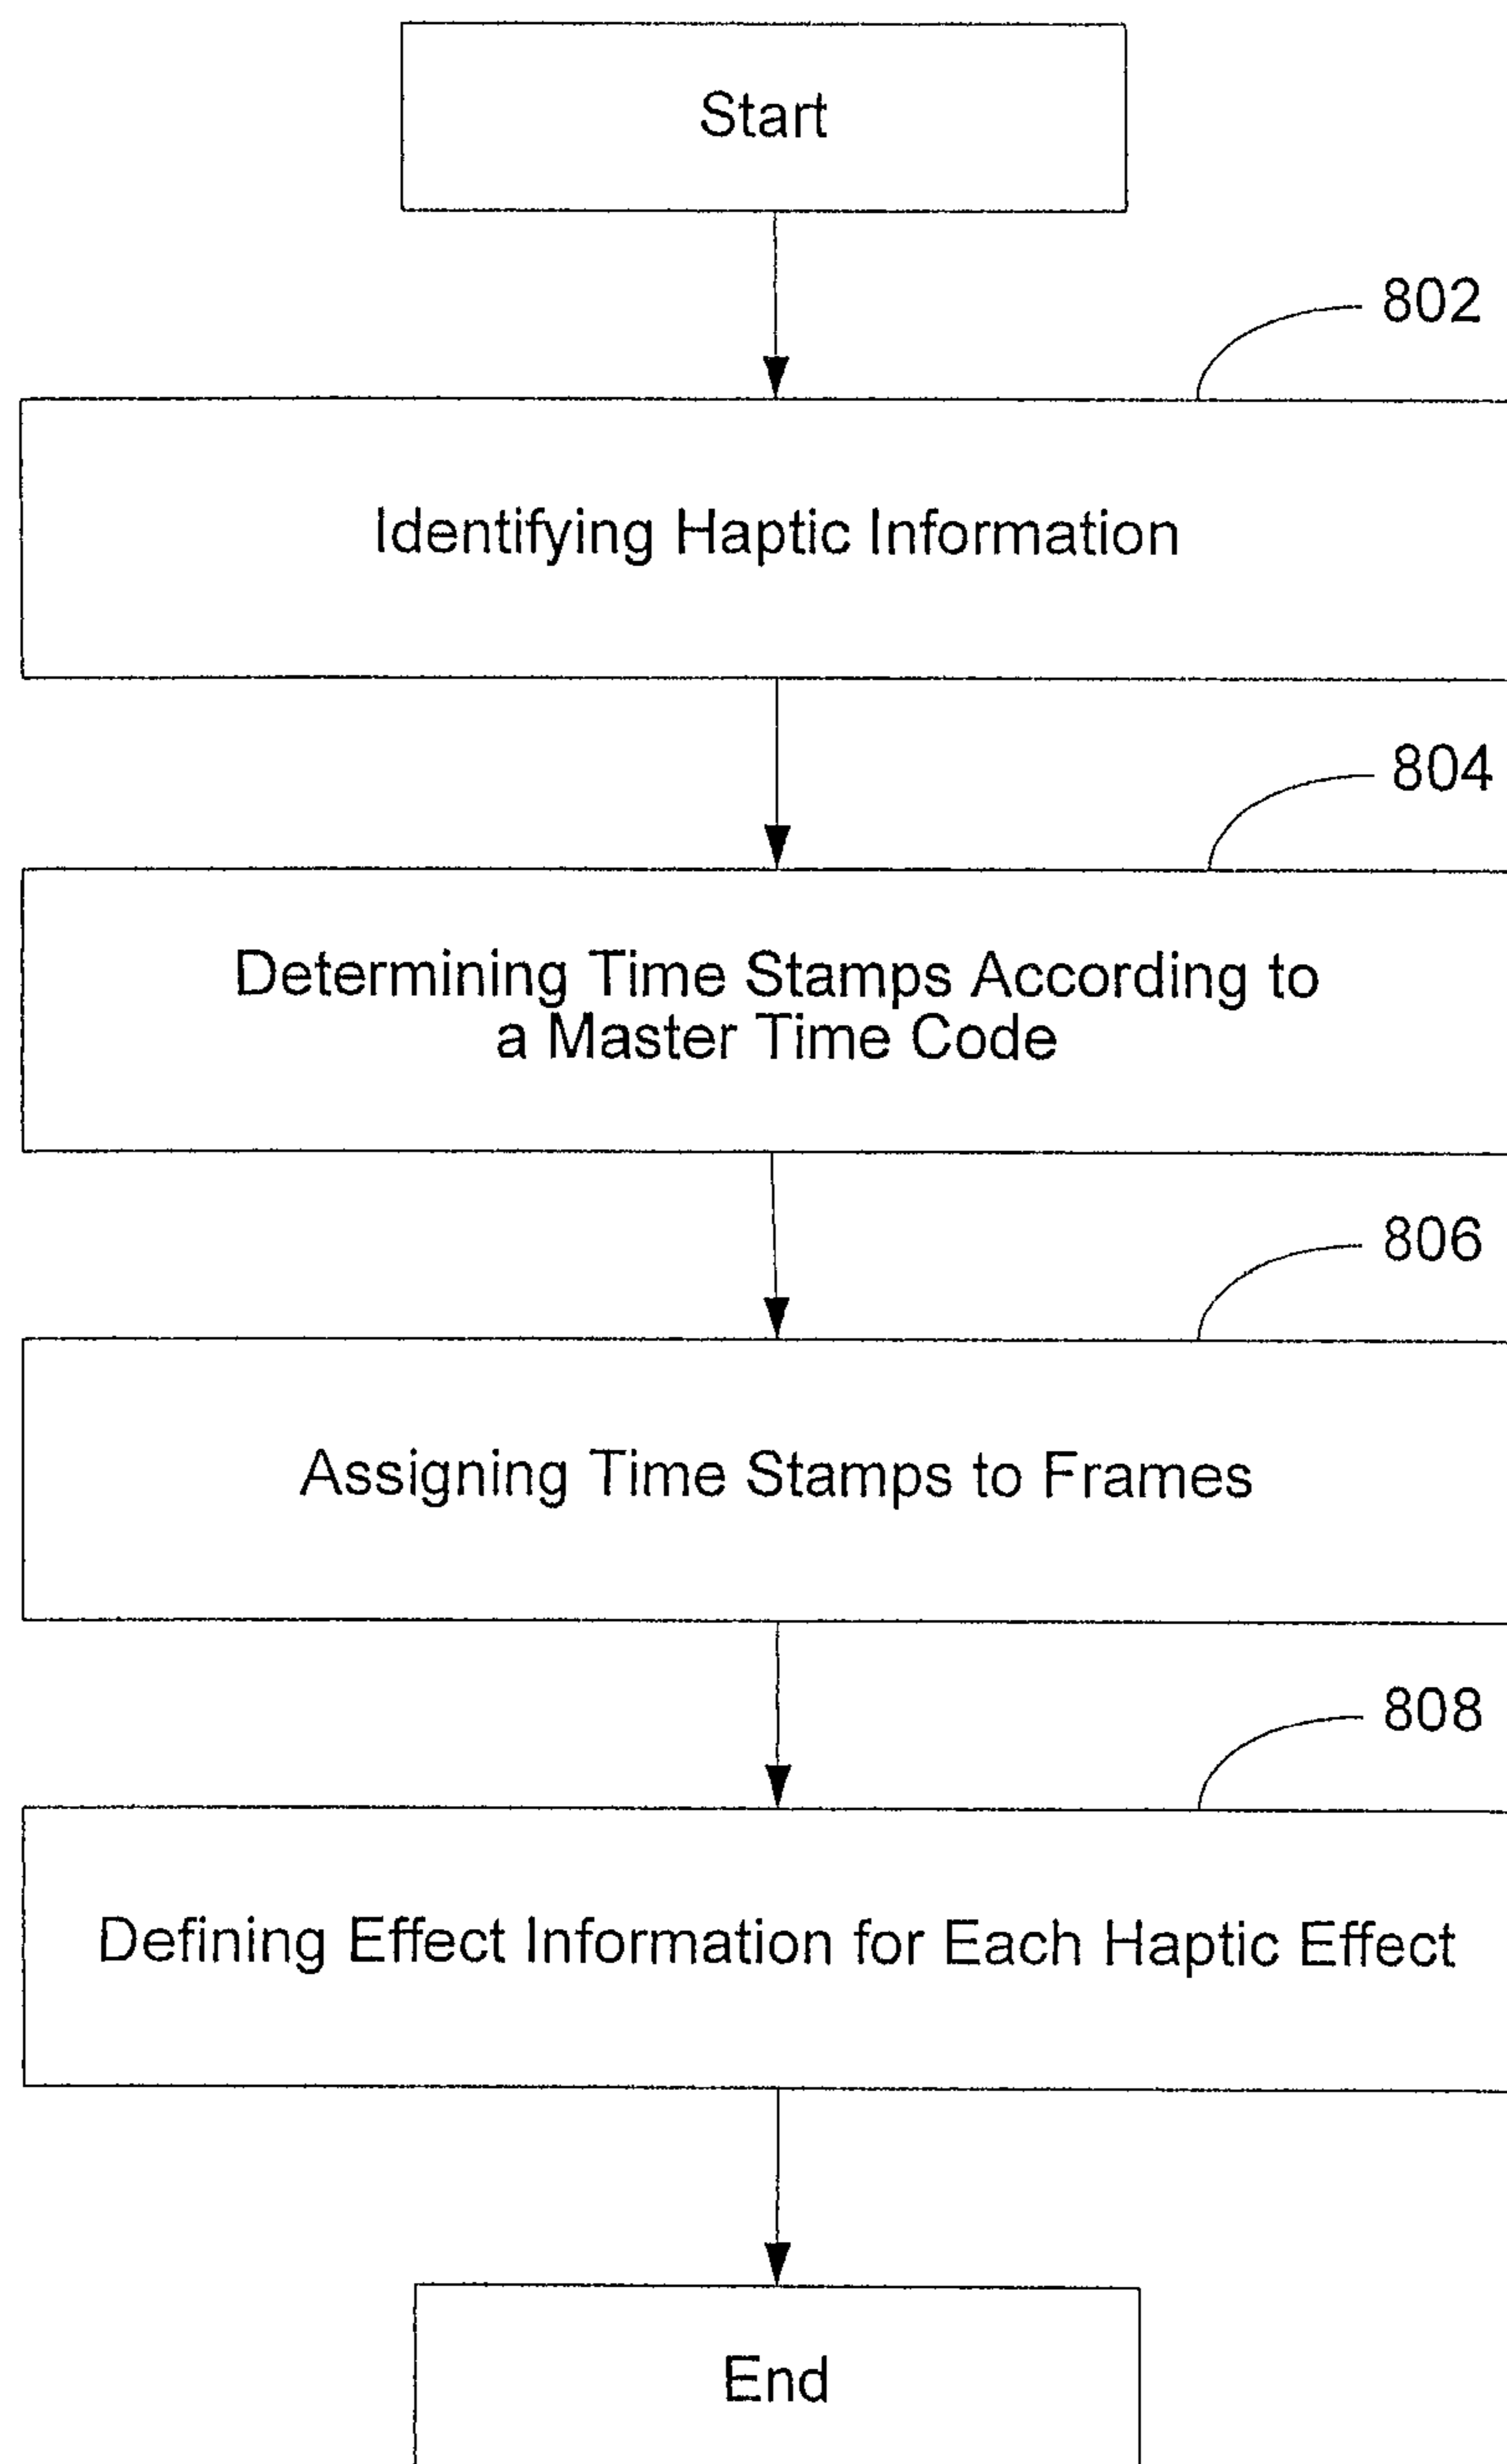 Start
802
Identifying Haptic Information
804
Determining Time Stamps According to
a Master Time Code
806
Assigning Time Stamps to Frames
808
Defining Effect Information for Each Haptic Effect
End